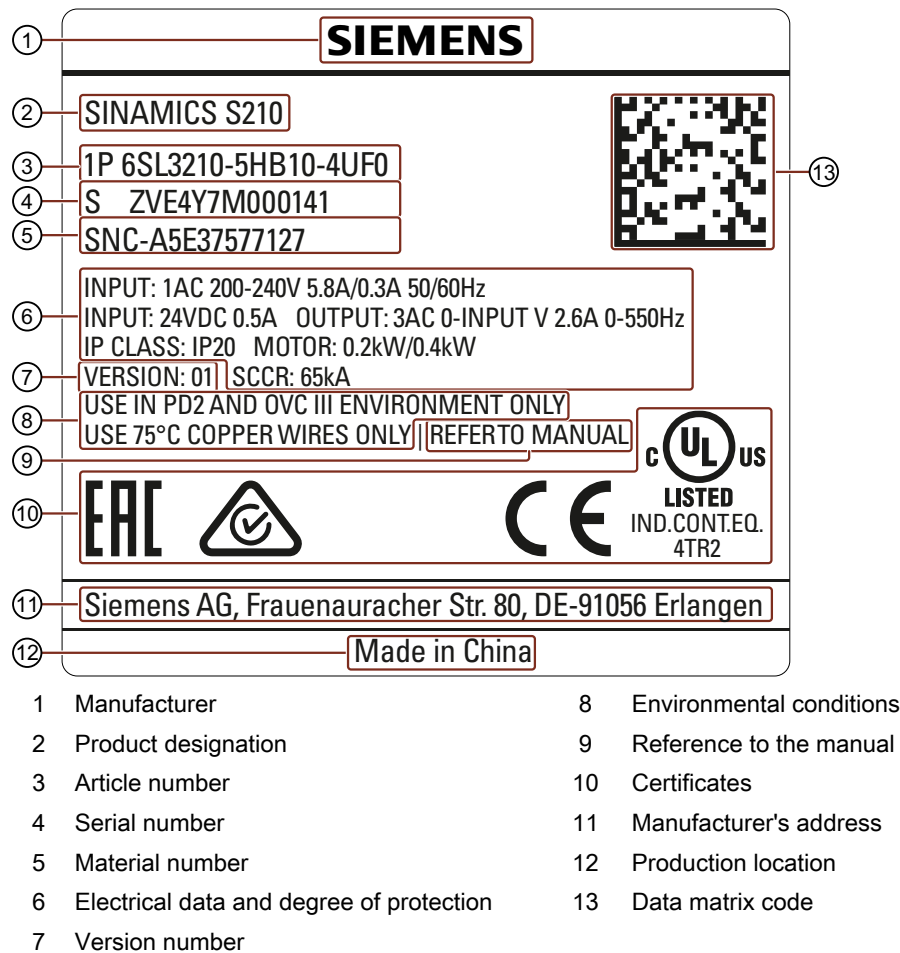 1 SIEMENS
2 SINAMICS S210
3 1P 6SL3210-5HB10-4UF0
4 S ZVE4Y7M000141
5 SNC-A5E37577127
13
6 INPUT: 1AC 200-240V 5.8A/0.3A 50/60Hz
INPUT: 24VDC 0.5A OUTPUT: 3AC 0-INPUT V 2.6A 0-550Hz
IP CLASS: IP20 MOTOR: 0.2kW/0.4kW
7 VERSION: 01 SCCR: 65kA
8 USE IN PD2 AND OVC III ENVIRONMENT ONLY
USE 75°C COPPER WIRES ONLY | REFER TO MANUAL
9
10 EAC CE C UL US
LISTED
IND.CONT.EQ.
4TR2
11 Siemens AG, Frauenauracher Str. 80, DE-91056 Erlangen
12 Made in China
1 Manufacturer
2 Product designation
3 Article number
4 Serial number
5 Material number
6 Electrical data and degree of protection
7 Version number
8 Environmental conditions
9 Reference to the manual
10 Certificates
11 Manufacturer's address
12 Production location
13 Data matrix code